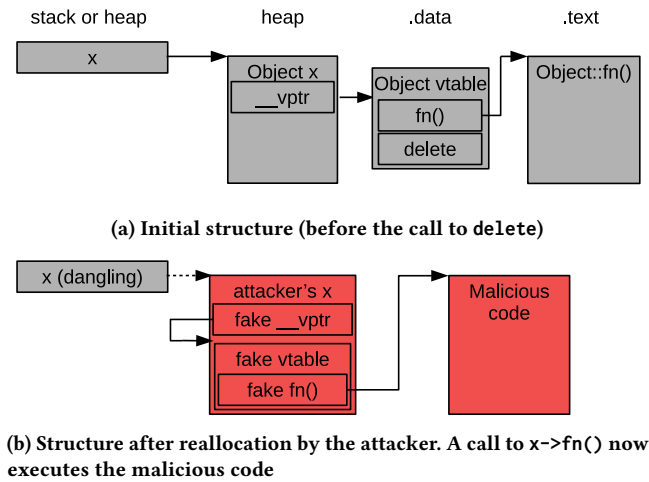 stack or heap heap .data .text
x
Object x
__vptr
Object vtable
fn()
delete
Object::fn()
(a) Initial structure (before the call to delete)
x (dangling)
attacker's x
fake __vptr
fake vtable
fake fn()
Malicious
code
(b) Structure after reallocation by the attacker. A call to x->fn() now
executes the malicious code